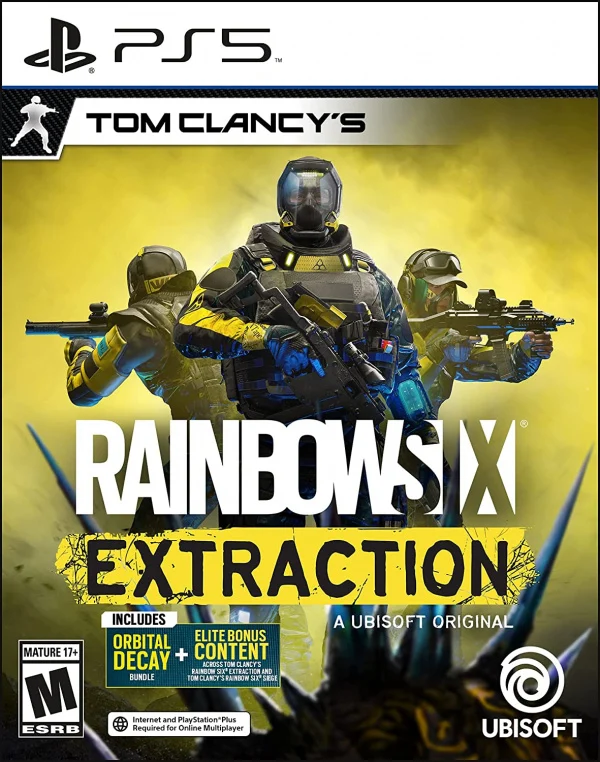 PS5™
TOM CLANCY'S
RAINBOW SIX®
EXTRACTION
A UBISOFT ORIGINAL
INCLUDES
ORBITAL
DECAY
BUNDLE
+
ELITE BONUS
CONTENT
ACROSS TOM CLANCY'S
RAINBOW SIX® EXTRACTION AND
TOM CLANCY'S RAINBOW SIX® SIEGE
MATURE 17+
M
ESRB
Internet and PlayStation®Plus
Required for Online Multiplayer
UBISOFT